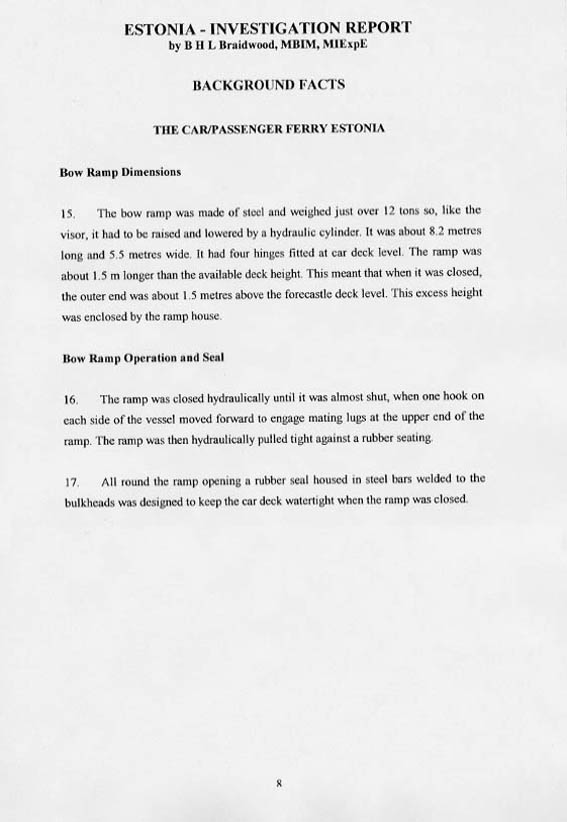 ESTONIA - INVESTIGATION REPORT
by B H L Braidwood, MBIM, MIExpE
BACKGROUND FACTS
THE CAR/PASSENGER FERRY ESTONIA
Bow Ramp Dimensions
15. The bow ramp was made of steel and weighed just over 12 tons so, like the
visor, it had to be raised and lowered by a hydraulic cylinder. It was about 8.2 metres
long and 5.5 metres wide. It had four hinges fitted at car deck level. The ramp was
about 1.5 m longer than the available deck height. This meant that when it was closed,
the outer end was about 1.5 metres above the forecastle deck level. This excess height
was enclosed by the ramp house.
Bow Ramp Operation and Seal
16. The ramp was closed hydraulically until it was almost shut, when one hook on
each side of the vessel moved forward to engage mating lugs at the upper end of the
ramp. The ramp was then hydraulically pulled tight against a rubber seating.
17. All round the ramp opening a rubber seal housed in steel bars welded to the
bulkheads was designed to keep the car deck watertight when the ramp was closed.
8